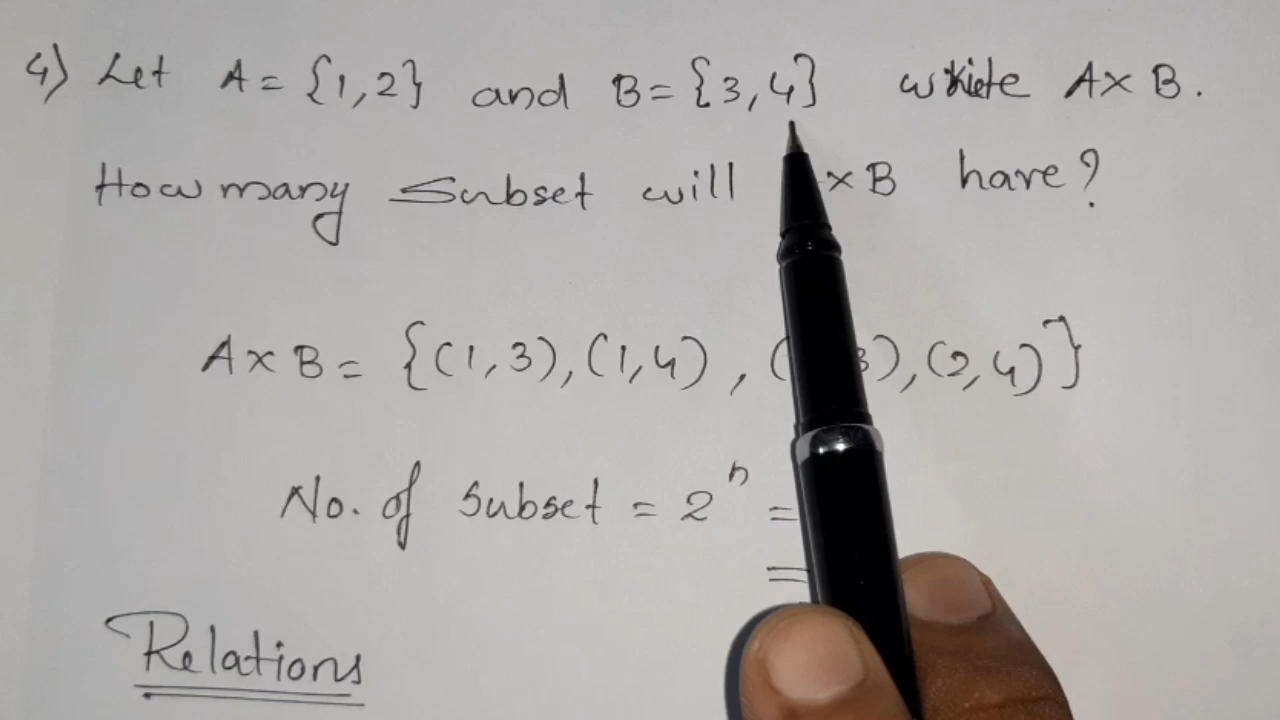 4) Let A = {1,2} and B = {3,4} write A × B.
How many Subset will × B have?
A × B = {(1,3), (1,4), ( 3), (2,4)}
No. of Subset = 2ⁿ =
=
Relations